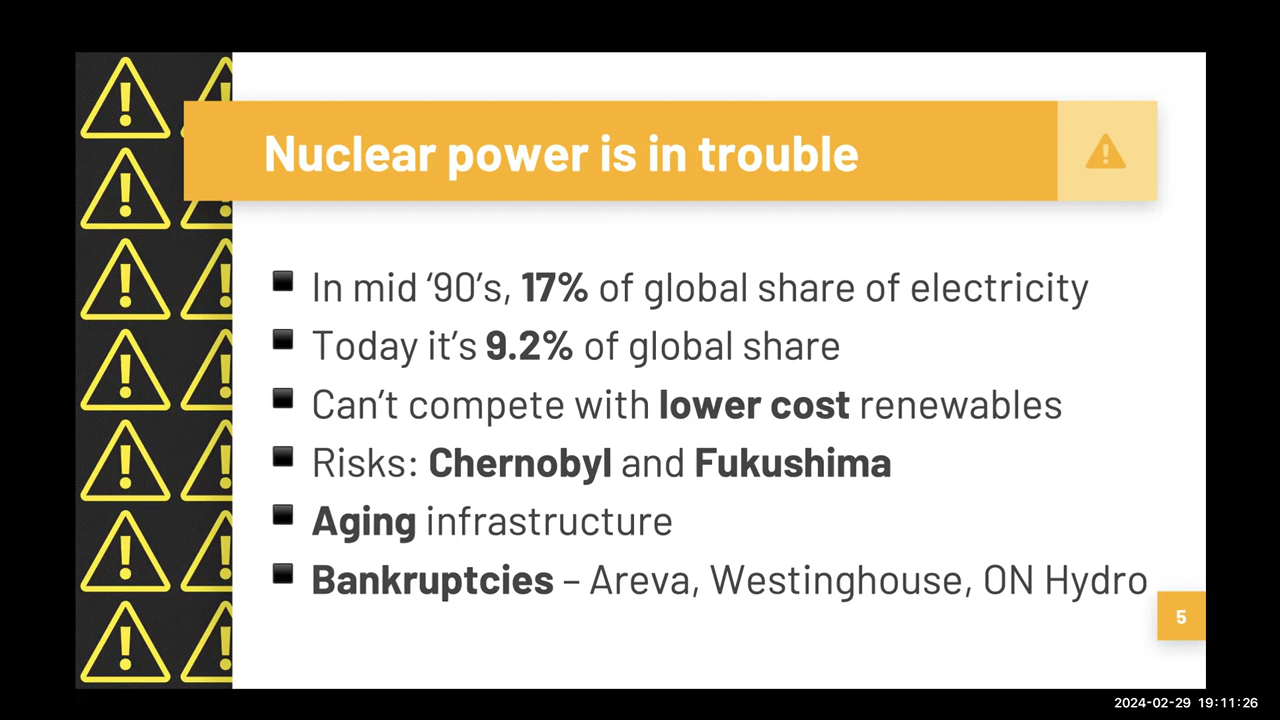 Nuclear power is in trouble
In mid ‘90’s, 17% of global share of electricity
Today it’s 9.2% of global share
Can’t compete with lower cost renewables
Risks: Chernobyl and Fukushima
Aging infrastructure
Bankruptcies – Areva, Westinghouse, ON Hydro
5
2024-02-29 19:11:26